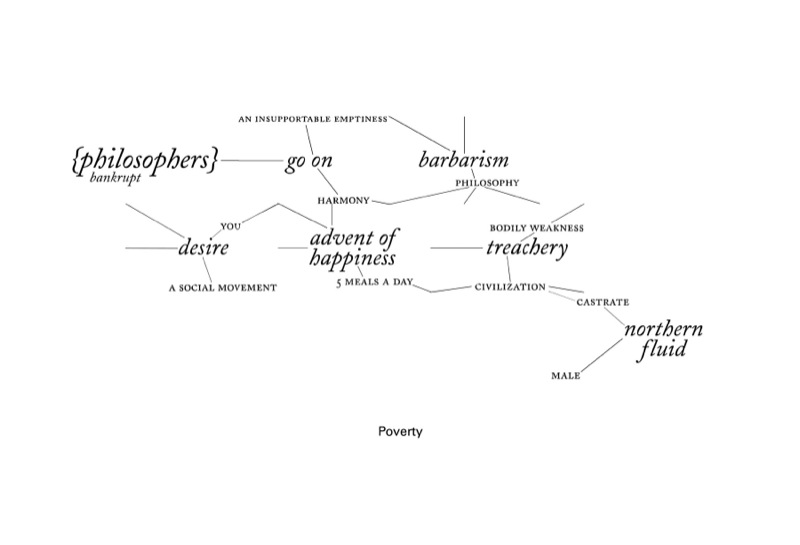 AN INSUPPORTABLE EMPTINESS
{philosophers}
bankrupt
go on
barbarism
PHILOSOPHY
HARMONY
YOU
desire
A SOCIAL MOVEMENT
advent of
happiness
5 MEALS A DAY
BODILY WEAKNESS
treachery
CIVILIZATION
CASTRATE
northern
fluid
MALE
Poverty